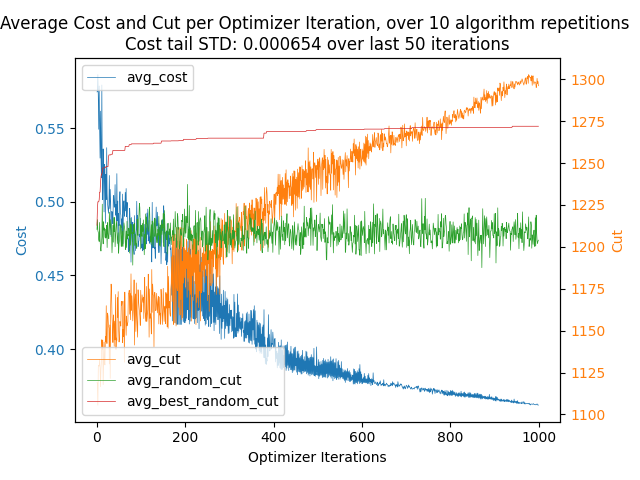 Average Cost and Cut per Optimizer Iteration, over 10 algorithm repetitions
Cost tail STD: 0.000654 over last 50 iterations
avg_cost
0.55
0.50
0.45
0.40
Cost
1300
1275
1250
1225
1200
1175
1150
1125
1100
Cut
avg_cut
avg_random_cut
avg_best_random_cut
0
200
400
600
800
1000
Optimizer Iterations